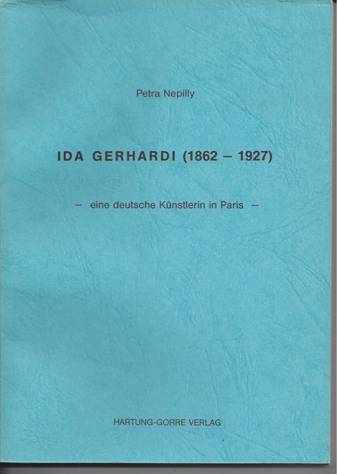 Petra Nepilly
IDA GERHARDI (1862 – 1927)
– eine deutsche Künstlerin in Paris –
HARTUNG-GORRE VERLAG